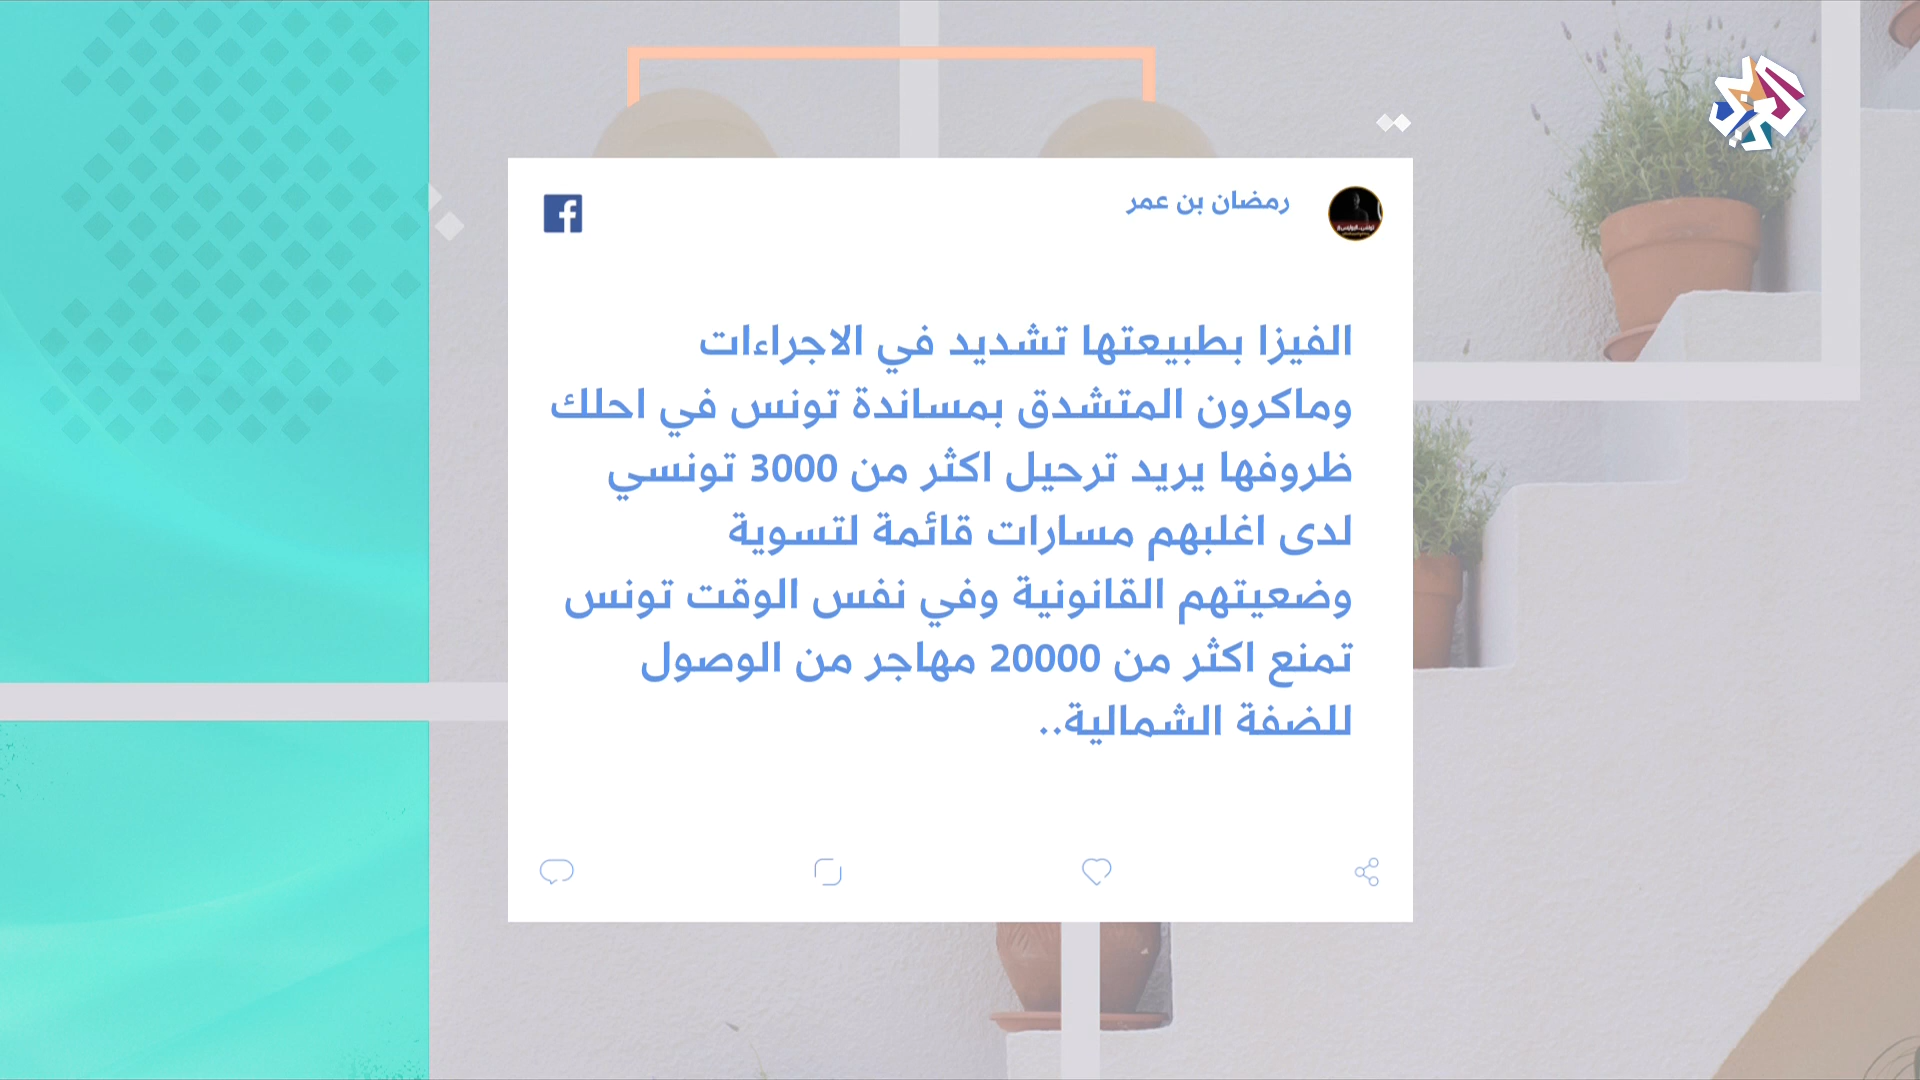 رمضان بن عمر
الفيزا بطبيعتها تشديد في الاجراءات
وماكرون المتشدق بمساندة تونس في احلك
ظروفها يريد ترحيل اكثر من 3000 تونسي
لدى اغلبهم مسارات قائمة لتسوية
وضعيتهم القانونية وفي نفس الوقت تونس
تمنع اكثر من 20000 مهاجر من الوصول
للضفة الشمالية..